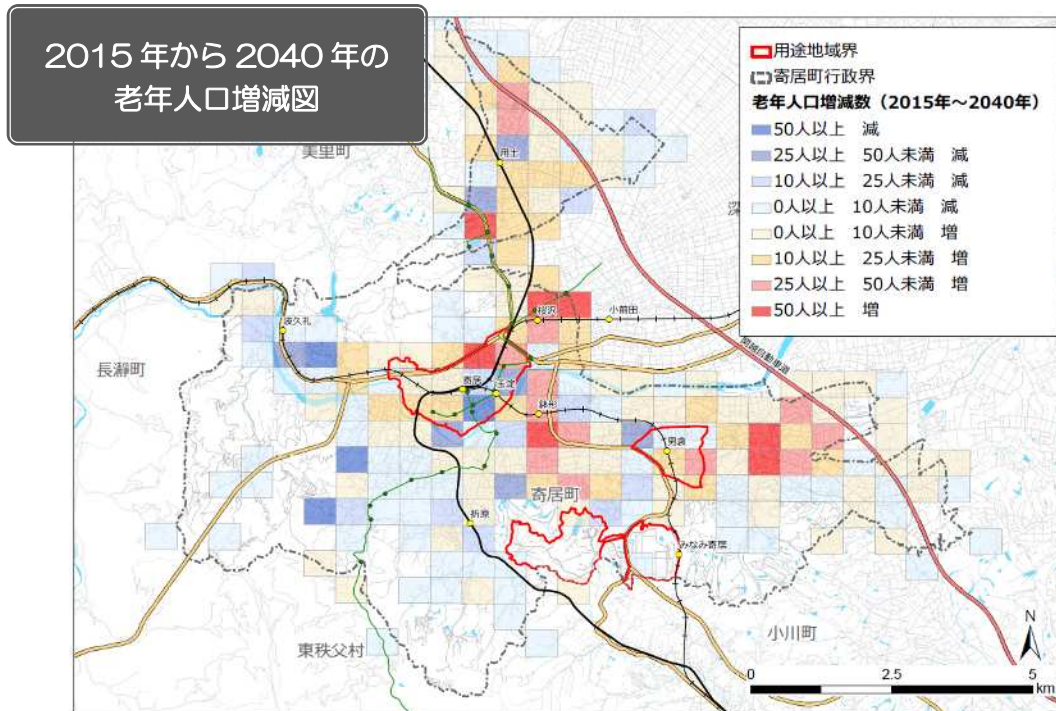 2015年から2040年の
老年人口増減図
用途地域界
寄居町行政界
老年人口増減数（2015年～2040年）
50人以上 減
25人以上 50人未満 減
10人以上 25人未満 減
0人以上 10人未満 減
0人以上 10人未満 増
10人以上 25人未満 増
25人以上 50人未満 増
50人以上 増
美里町
用土
波久礼
桜沢
小前田
関越自動車道
長瀞町
寄居
玉淀
鉢形
男衾
寄居町
折原
みなみ寄居
東秩父村
小川町
N
0 2.5 5
km